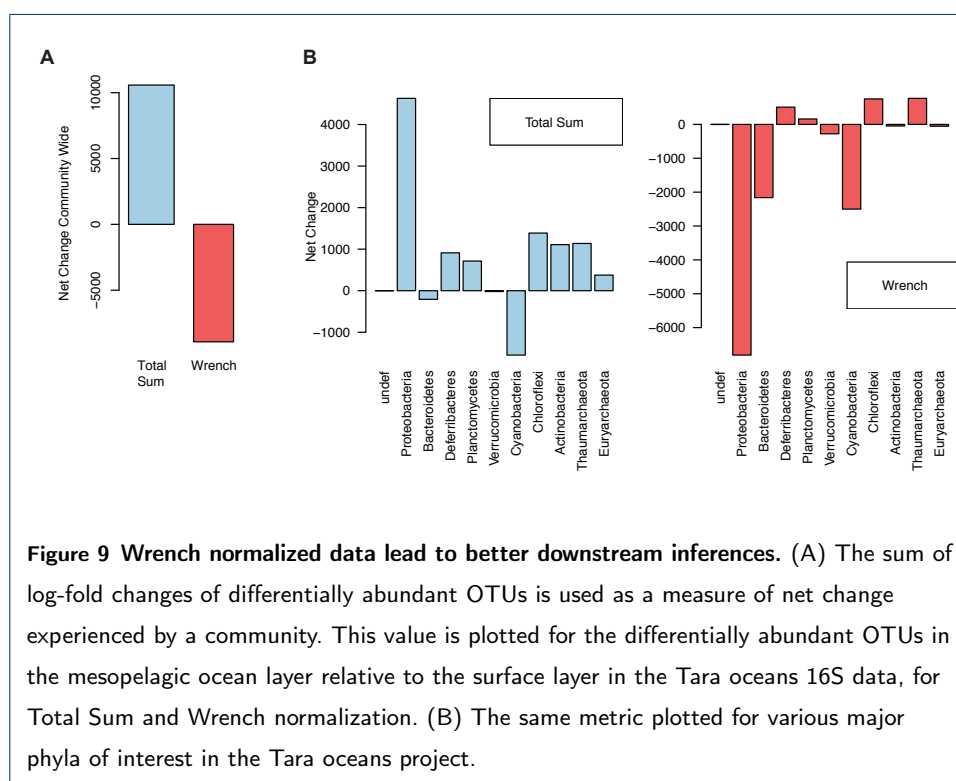 A
Net Change Community Wide
10000
5000
0
−5000
Total
Sum
Wrench
B
Net Change
4000
3000
2000
1000
0
−1000
Total Sum
undef
Proteobacteria
Bacteroidetes
Deferribacteres
Planctomycetes
Verrucomicrobia
Cyanobacteria
Chloroflexi
Actinobacteria
Thaumarchaeota
Euryarchaeota
0
−1000
−2000
−3000
−4000
−5000
−6000
Wrench
undef
Proteobacteria
Bacteroidetes
Deferribacteres
Planctomycetes
Verrucomicrobia
Cyanobacteria
Chloroflexi
Actinobacteria
Thaumarchaeota
Euryarchaeota
Figure 9 Wrench normalized data lead to better downstream inferences. (A) The sum of
log-fold changes of differentially abundant OTUs is used as a measure of net change
experienced by a community. This value is plotted for the differentially abundant OTUs in
the mesopelagic ocean layer relative to the surface layer in the Tara oceans 16S data, for
Total Sum and Wrench normalization. (B) The same metric plotted for various major
phyla of interest in the Tara oceans project.